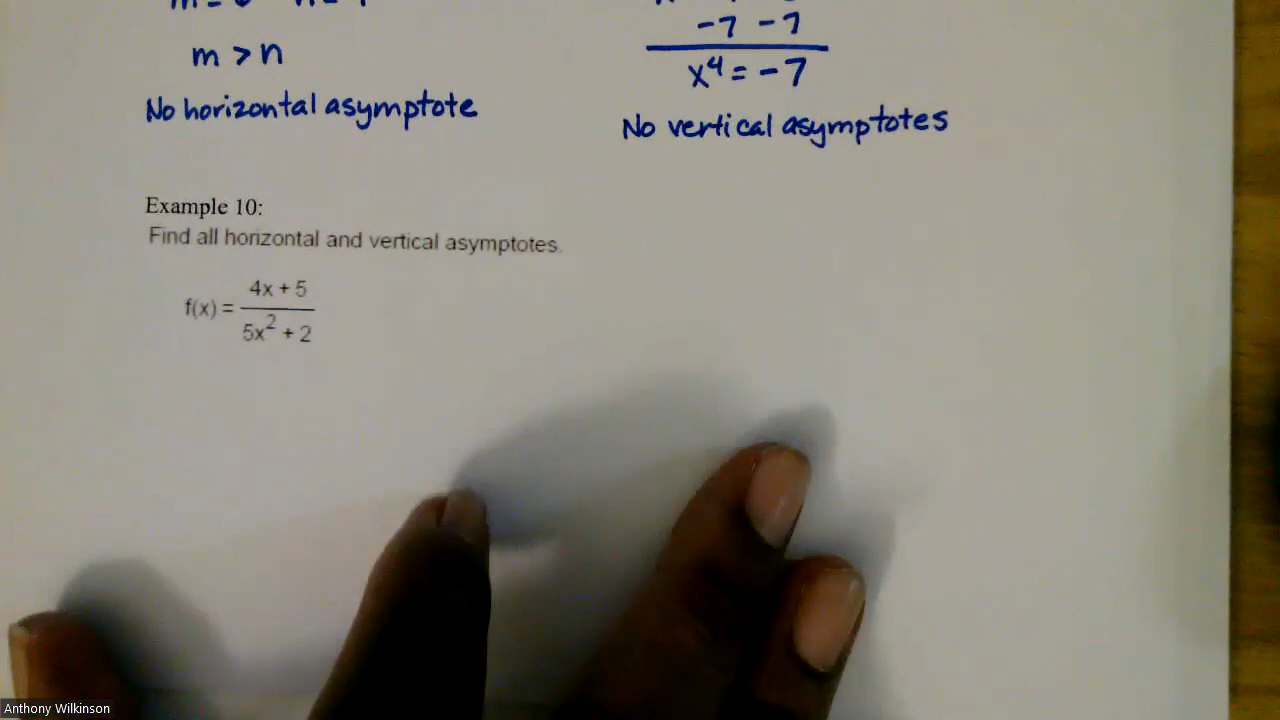 m > n
-7 -7
x⁴ = -7
No horizontal asymptote
No vertical asymptotes
Example 10:
Find all horizontal and vertical asymptotes.
f(x) = 4x + 5
5x² + 2
Anthony Wilkinson